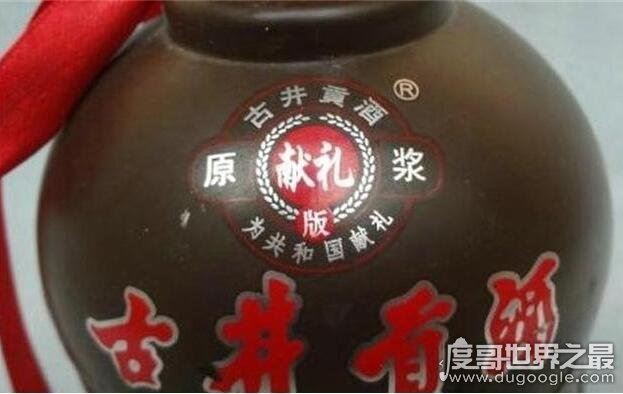 古井貢酒®
原 献礼 浆
版
为共和国献礼
古井贡酒
度哥世界之最
www.dugoogle.com